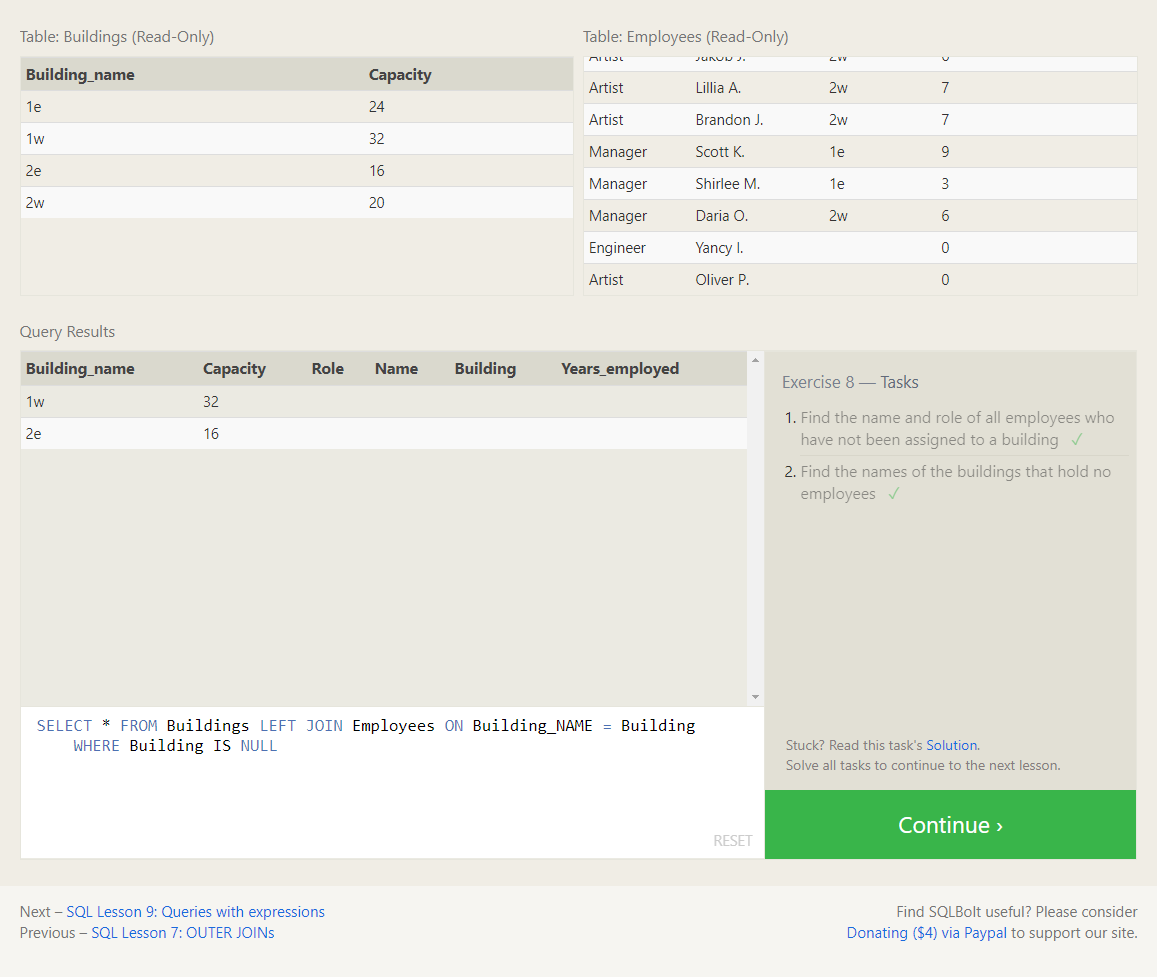 Table: Buildings (Read-Only)
Building_name Capacity
1e 24
1w 32
2e 16
2w 20
Table: Employees (Read-Only)
Artist Jakob J. 2w 6
Artist Lillia A. 2w 7
Artist Brandon J. 2w 7
Manager Scott K. 1e 9
Manager Shirlee M. 1e 3
Manager Daria O. 2w 6
Engineer Yancy I. 0
Artist Oliver P. 0
Query Results
Building_name Capacity Role Name Building Years_employed
1w 32
2e 16
SELECT * FROM Buildings LEFT JOIN Employees ON Building_NAME = Building
WHERE Building IS NULL
RESET
Exercise 8 — Tasks
1. Find the name and role of all employees who
have not been assigned to a building ✓
2. Find the names of the buildings that hold no
employees ✓
Stuck? Read this task's Solution.
Solve all tasks to continue to the next lesson.
Continue ›
Next – SQL Lesson 9: Queries with expressions
Previous – SQL Lesson 7: OUTER JOINs
Find SQLBolt useful? Please consider
Donating ($4) via Paypal to support our site.